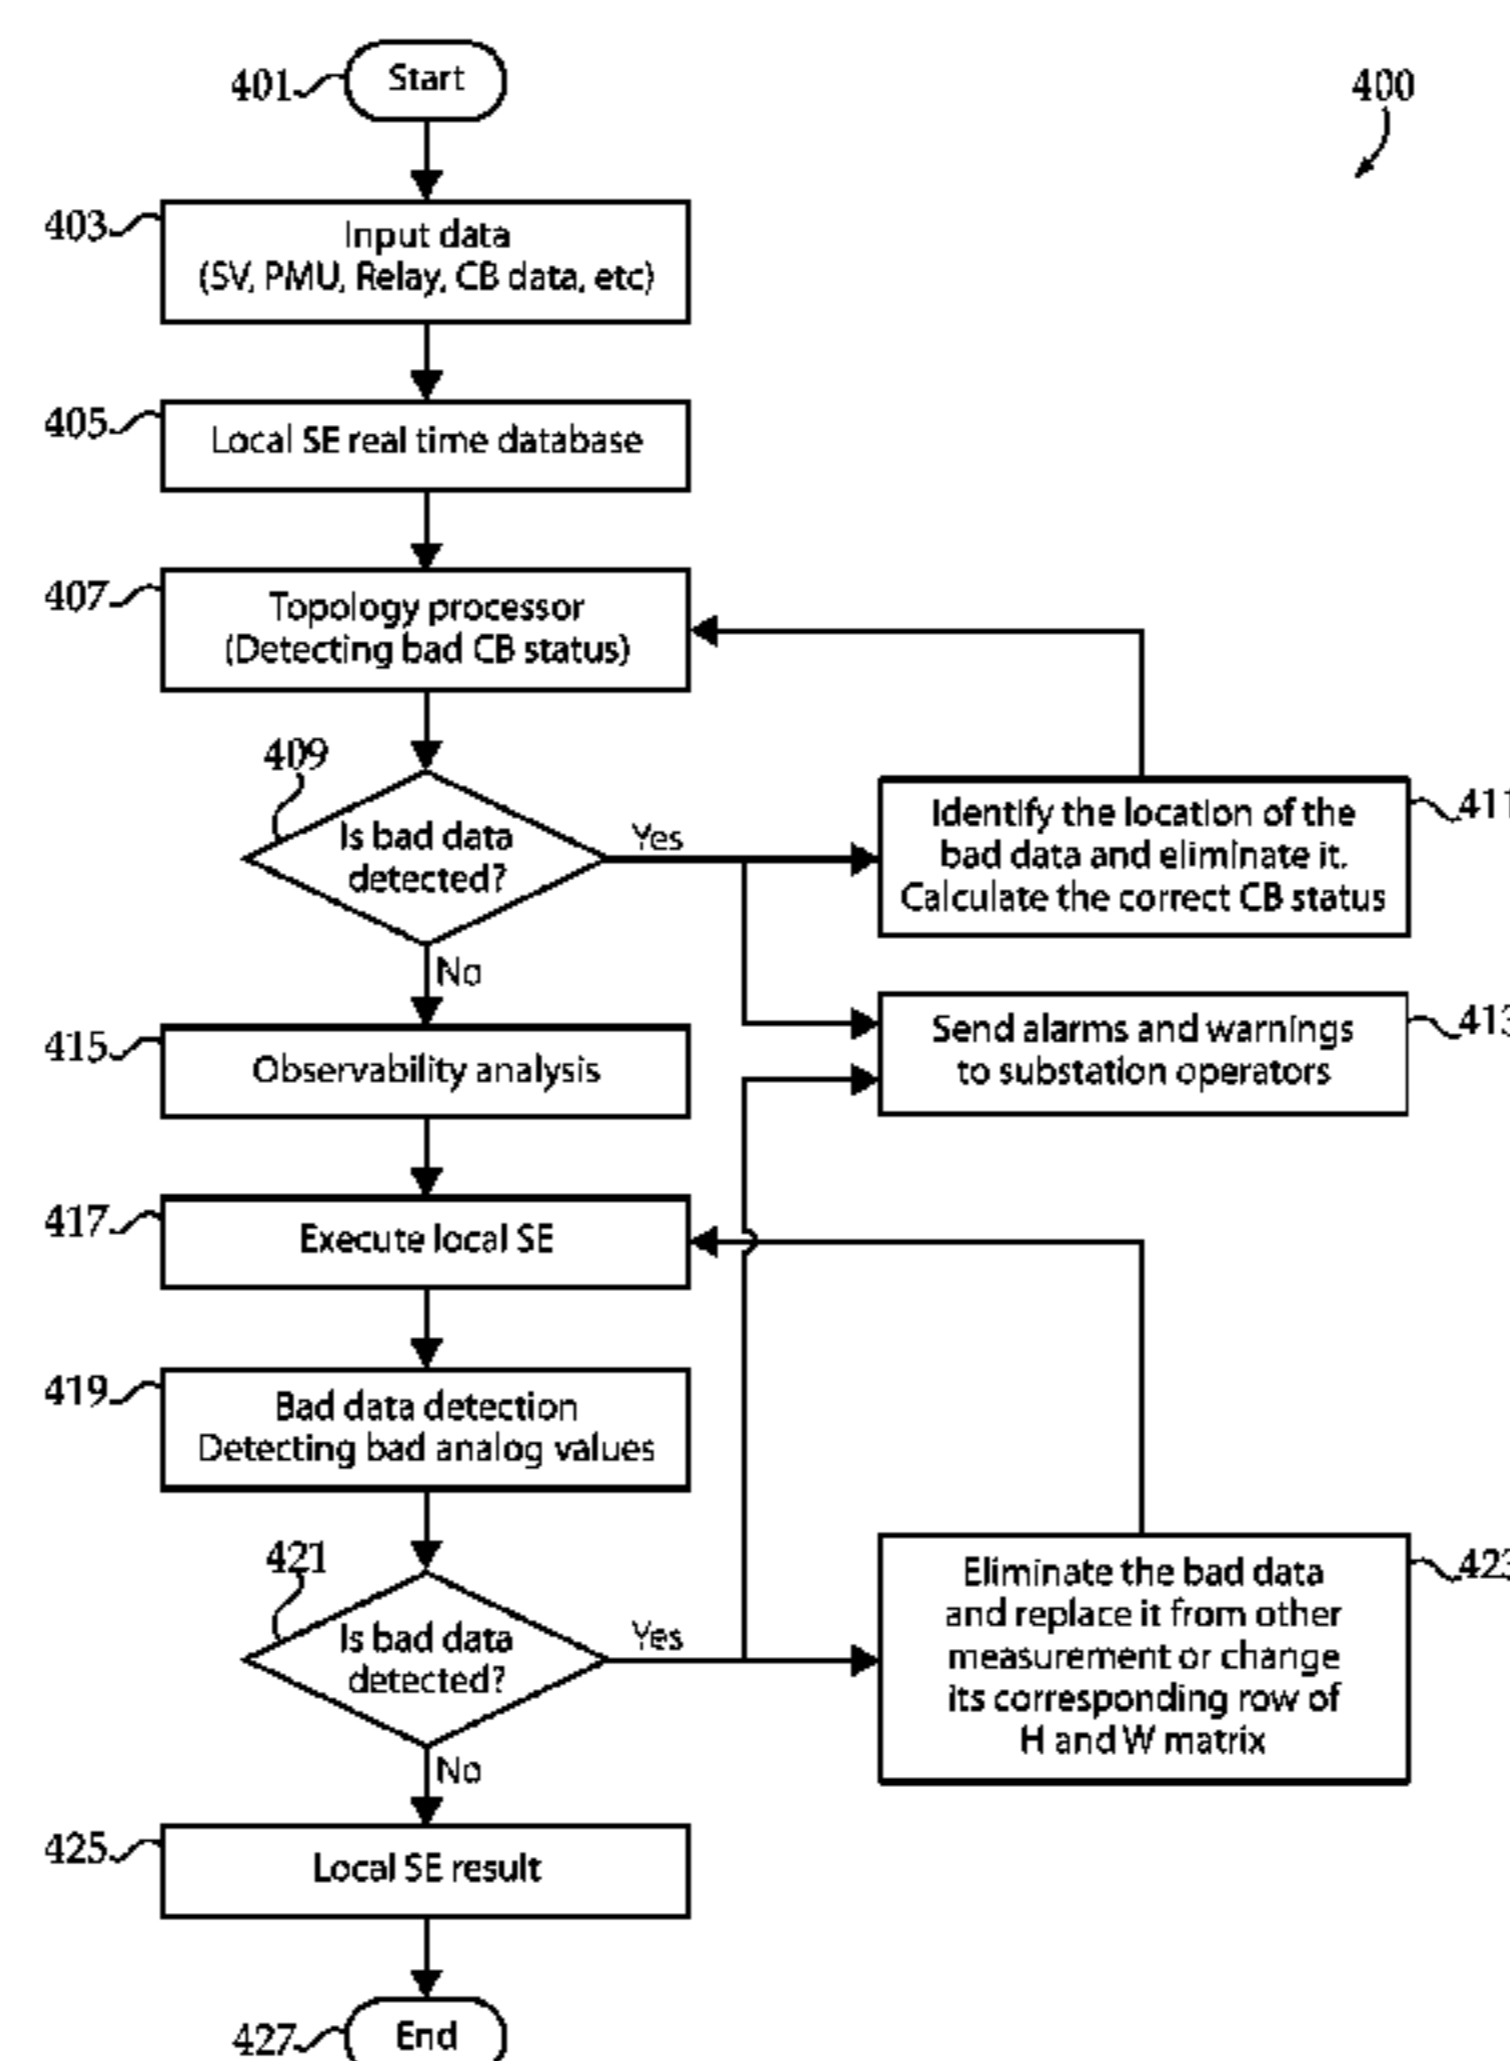 401
Start
400
403
Input data
(SV, PMU, Relay, CB data, etc)
405
Local SE real time database
407
Topology processor
(Detecting bad CB status)
409
Is bad data
detected?
Yes
No
Identify the location of the
bad data and eliminate it.
Calculate the correct CB status
411
Send alarms and warnings
to substation operators
413
415
Observability analysis
417
Execute local SE
419
Bad data detection
Detecting bad analog values
421
Is bad data
detected?
Yes
No
Eliminate the bad data
and replace it from other
measurement or change
its corresponding row of
H and W matrix
423
425
Local SE result
427
End